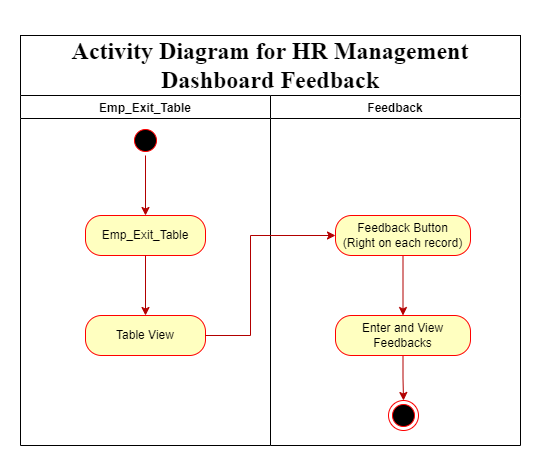 Activity Diagram for HR Management
Dashboard Feedback
Emp_Exit_Table
Feedback
Emp_Exit_Table
Feedback Button
(Right on each record)
Table View
Enter and View
Feedbacks